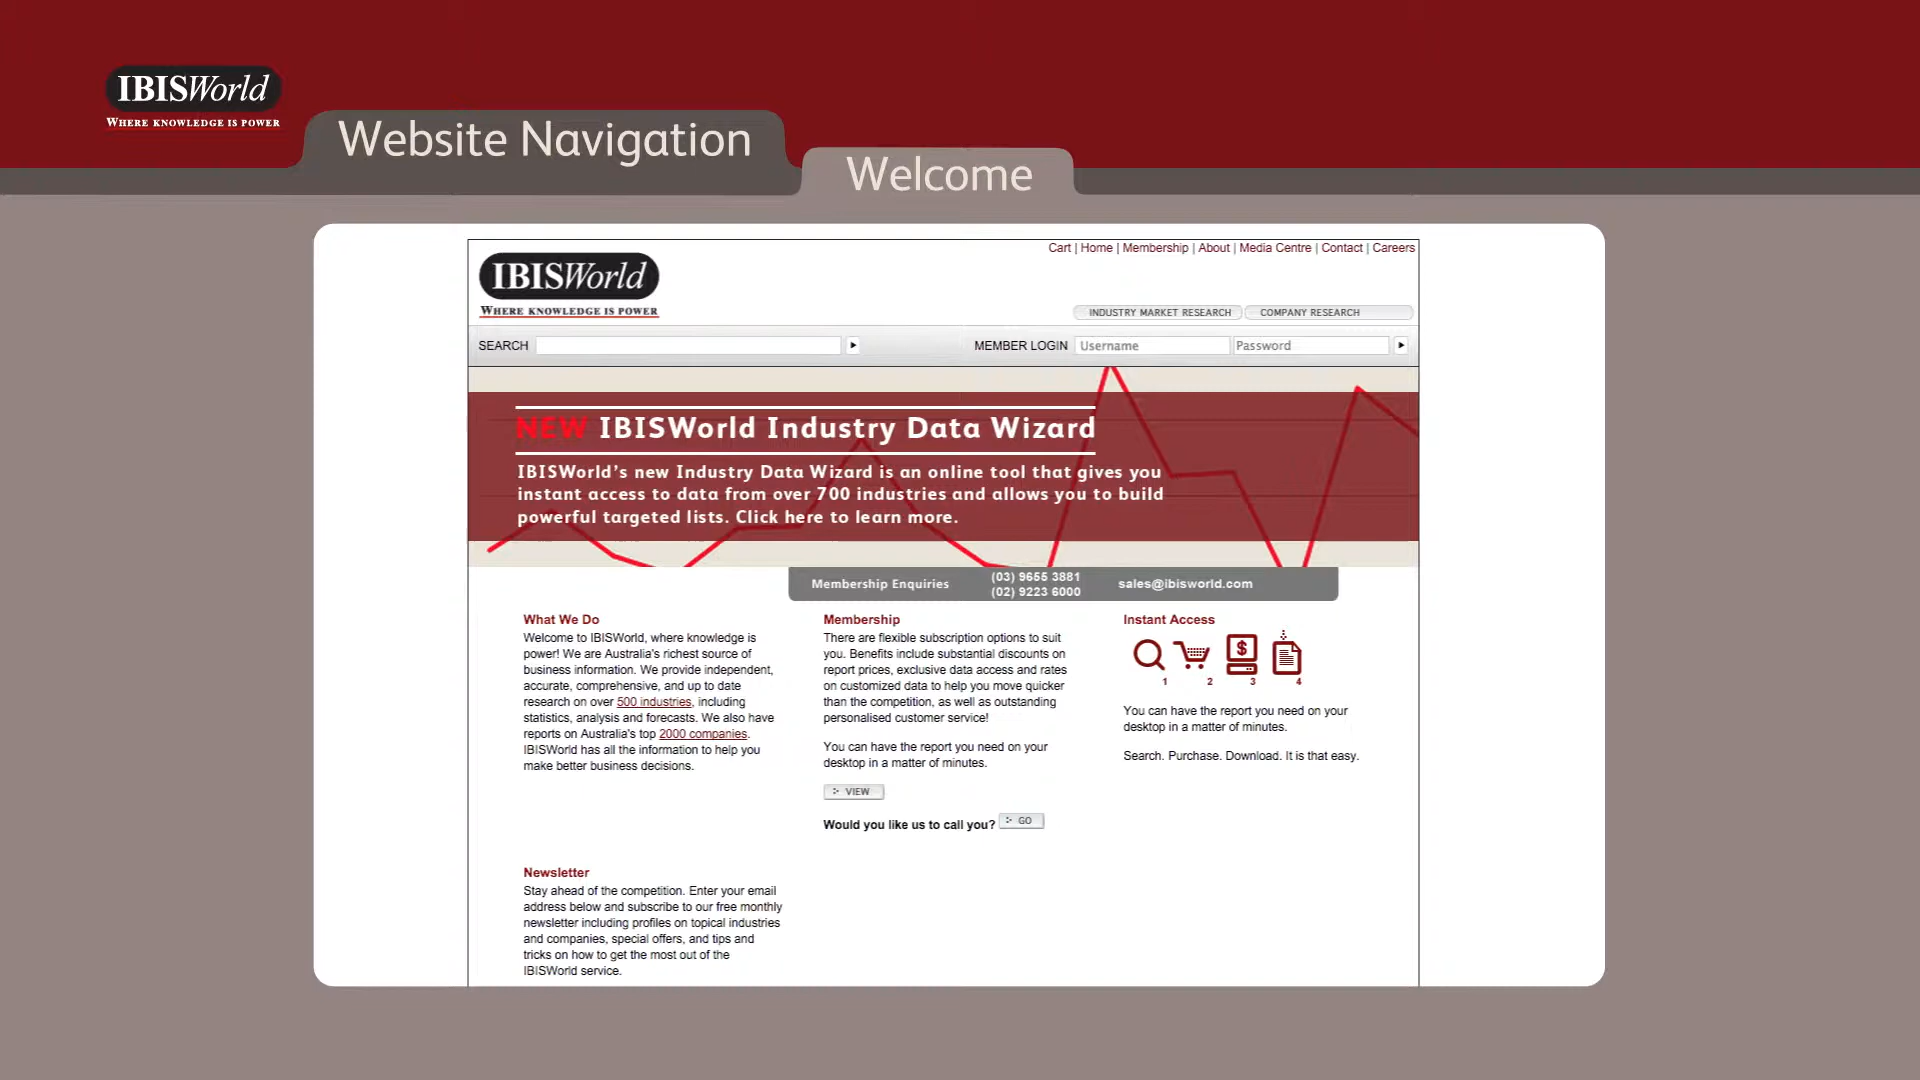 IBISWorld
WHERE KNOWLEDGE IS POWER
Website Navigation
Welcome
Cart | Home | Membership | About | Media Centre | Contact | Careers
IBISWorld
WHERE KNOWLEDGE IS POWER
INDUSTRY MARKET RESEARCH
COMPANY RESEARCH
SEARCH
MEMBER LOGIN
Username
Password
NEW IBISWorld Industry Data Wizard
IBISWorld's new Industry Data Wizard is an online tool that gives you
instant access to data from over 700 industries and allows you to build
powerful targeted lists. Click here to learn more.
Membership Enquiries
(03) 9655 3881
(02) 9223 6000
sales@ibisworld.com
What We Do
Welcome to IBISWorld, where knowledge is
power! We are Australia's richest source of
business information. We provide independent,
accurate, comprehensive, and up to date
research on over 500 industries, including
statistics, analysis and forecasts. We also have
reports on Australia's top 2000 companies.
IBISWorld has all the information to help you
make better business decisions.
Membership
There are flexible subscription options to suit
you. Benefits include substantial discounts on
report prices, exclusive data access and rates
on customized data to help you move quicker
than the competition, as well as outstanding
personalised customer service!
You can have the report you need on your
desktop in a matter of minutes.
VIEW
Would you like us to call you?
GO
Instant Access
$
1
2
3
4
You can have the report you need on your
desktop in a matter of minutes.
Search. Purchase. Download. It is that easy.
Newsletter
Stay ahead of the competition. Enter your email
address below and subscribe to our free monthly
newsletter including profiles on topical industries
and companies, special offers, and tips and
tricks on how to get the most out of the
IBISWorld service.